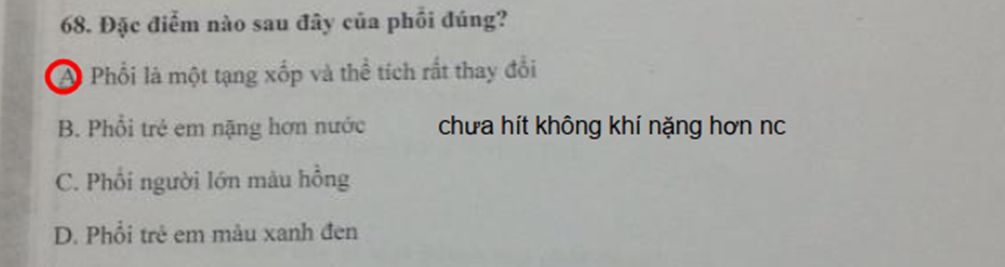 68. Đặc điểm nào sau đây của phổi đúng?
A. Phổi là một tạng xốp và thể tích rất thay đổi
B. Phổi trẻ em nặng hơn nước
chưa hít không khí nặng hơn nc
C. Phổi người lớn màu hồng
D. Phổi trẻ em màu xanh đen